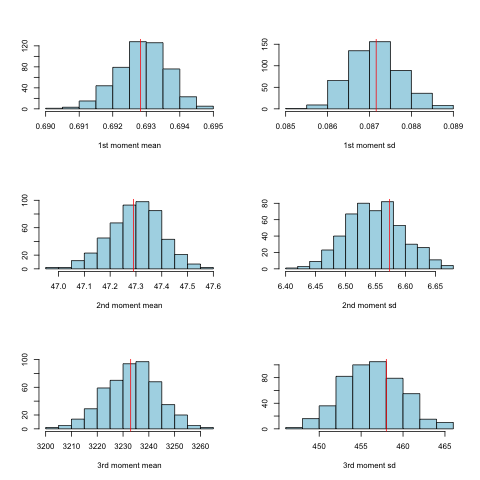 0 40 80 120
0.690 0.691 0.692 0.693 0.694 0.695
1st moment mean
0 50 100 150
0.085 0.086 0.087 0.088 0.089
1st moment sd
0 20 40 60 80 100
47.0 47.1 47.2 47.3 47.4 47.5 47.6
2nd moment mean
0 20 40 60 80
6.40 6.45 6.50 6.55 6.60 6.65
2nd moment sd
0 20 60 100
3200 3210 3220 3230 3240 3250 3260
3rd moment mean
0 40 80
450 455 460 465
3rd moment sd